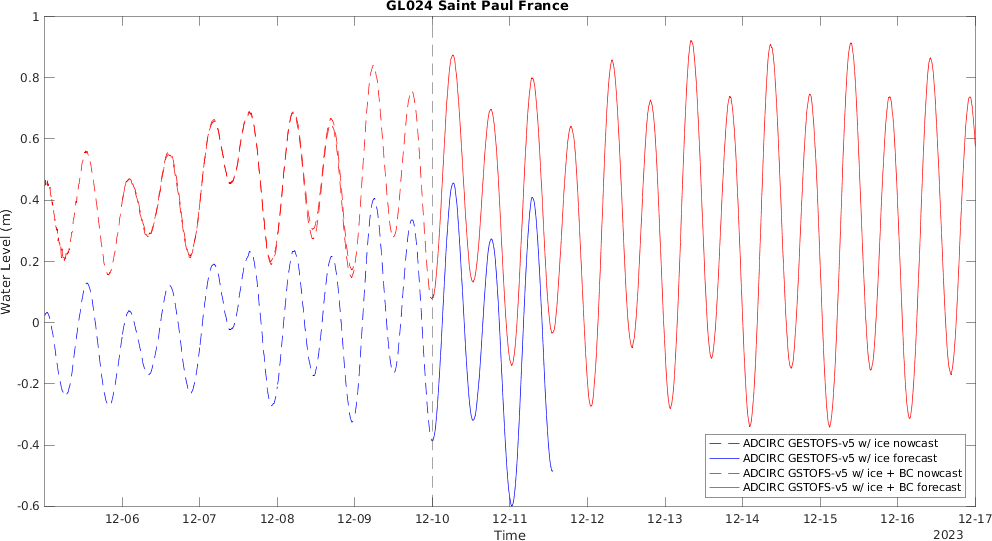 GL024 Saint Paul France
1
0.8
0.6
0.4
0.2
0
-0.2
-0.4
-0.6
Water Level (m)
ADCIRC GESTOFS-v5 w/ ice nowcast
ADCIRC GESTOFS-v5 w/ ice forecast
ADCIRC GSTOFS-v5 w/ ice + BC nowcast
ADCIRC GSTOFS-v5 w/ ice + BC forecast
12-06 12-07 12-08 12-09 12-10 12-11 12-12 12-13 12-14 12-15 12-16 12-17
Time
2023